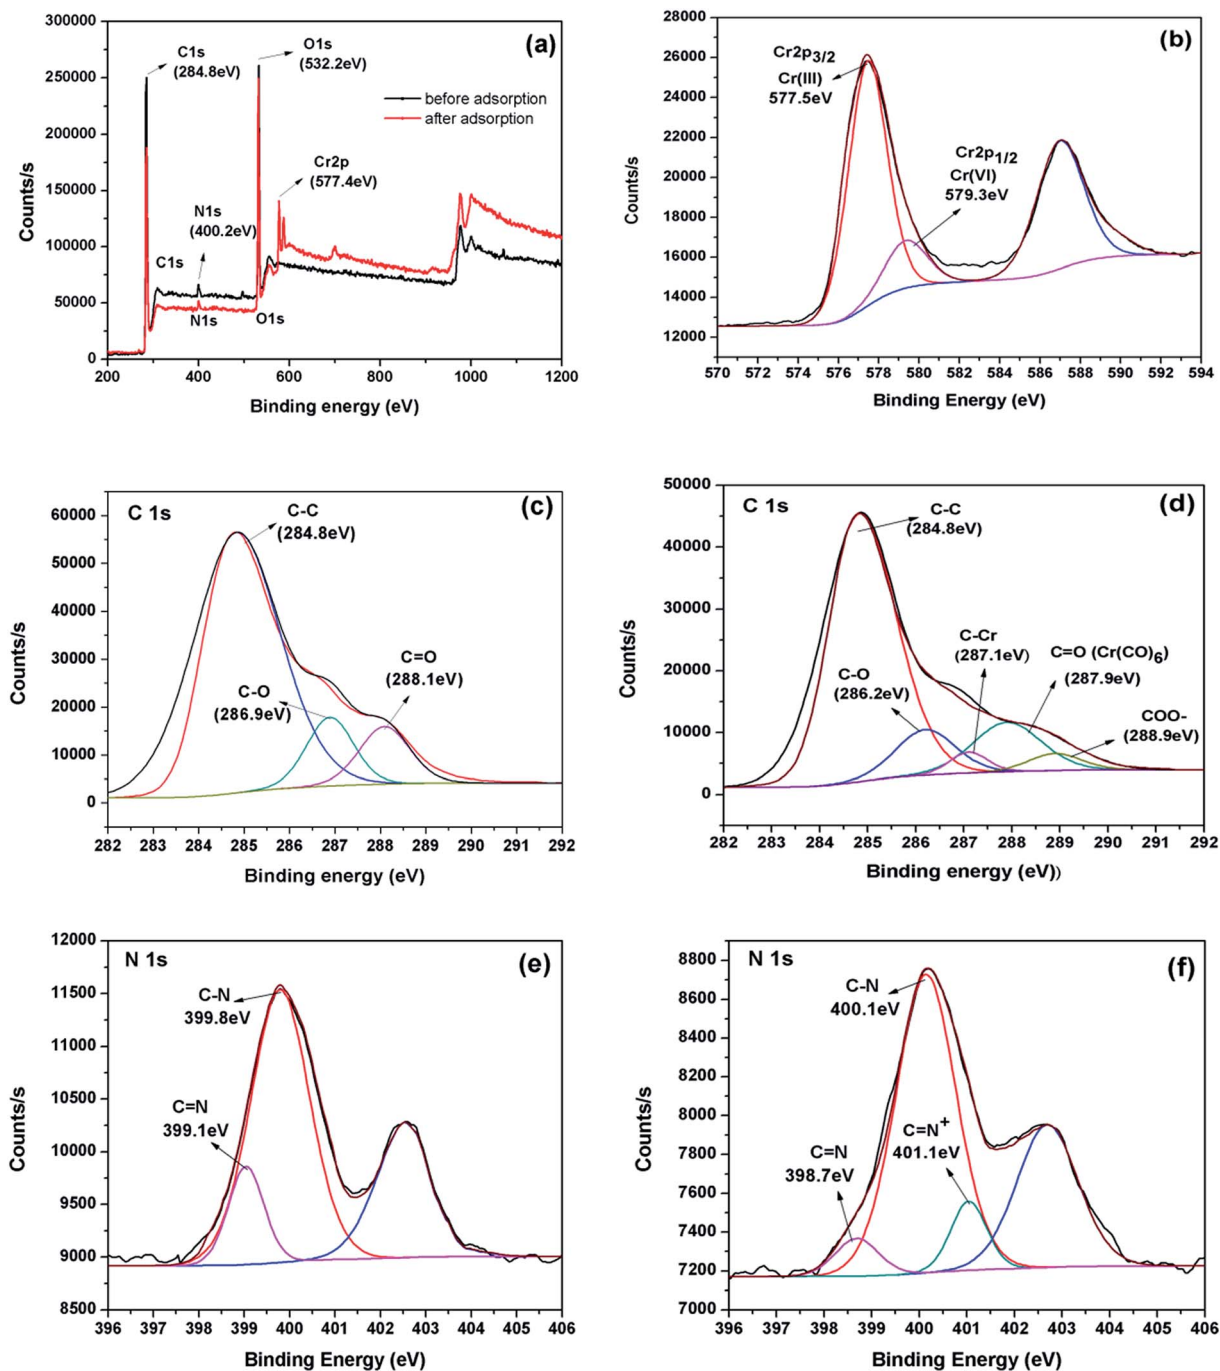 (a)
300000
250000
200000
150000
100000
50000
0
Counts/s
C1s
(284.8eV)
O1s
(532.2eV)
before adsorption
after adsorption
Cr2p
(577.4eV)
N1s
(400.2eV)
C1s
N1s
O1s
200 400 600 800 1000 1200
Binding energy (eV)
(b)
28000
26000
24000
22000
20000
18000
16000
14000
12000
Counts/s
Cr2p3/2
Cr(III)
577.5eV
Cr2p1/2
Cr(VI)
579.3eV
570 572 574 576 578 580 582 584 586 588 590 592 594
Binding Energy (eV)
C 1s
(c)
60000
50000
40000
30000
20000
10000
0
Counts/s
C-C
(284.8eV)
C=O
(288.1eV)
C-O
(286.9eV)
282 283 284 285 286 287 288 289 290 291 292
Binding energy (eV)
C 1s
(d)
50000
40000
30000
20000
10000
0
Counts/s
C-C
(284.8eV)
C-Cr
(287.1eV)
C=O (Cr(CO)6)
(287.9eV)
C-O
(286.2eV)
COO-
(288.9eV)
282 283 284 285 286 287 288 289 290 291 292
Binding energy (eV))
N 1s
(e)
12000
11500
11000
10500
10000
9500
9000
8500
Counts/s
C-N
399.8eV
C=N
399.1eV
396 397 398 399 400 401 402 403 404 405 406
Binding Energy (eV)
N 1s
(f)
8800
8600
8400
8200
8000
7800
7600
7400
7200
7000
Counts/s
C-N
400.1eV
C=N+
401.1eV
C=N
398.7eV
396 397 398 399 400 401 402 403 404 405 406
Binding Energy (eV)